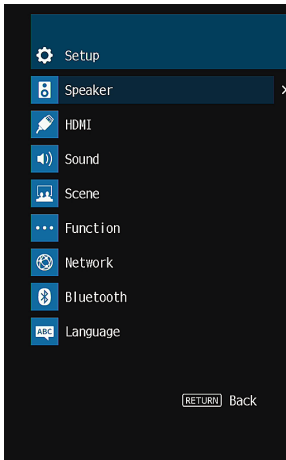 Setup
Speaker
HDMI
Sound
Scene
Function
Network
Bluetooth
ABC Language
RETURN Back